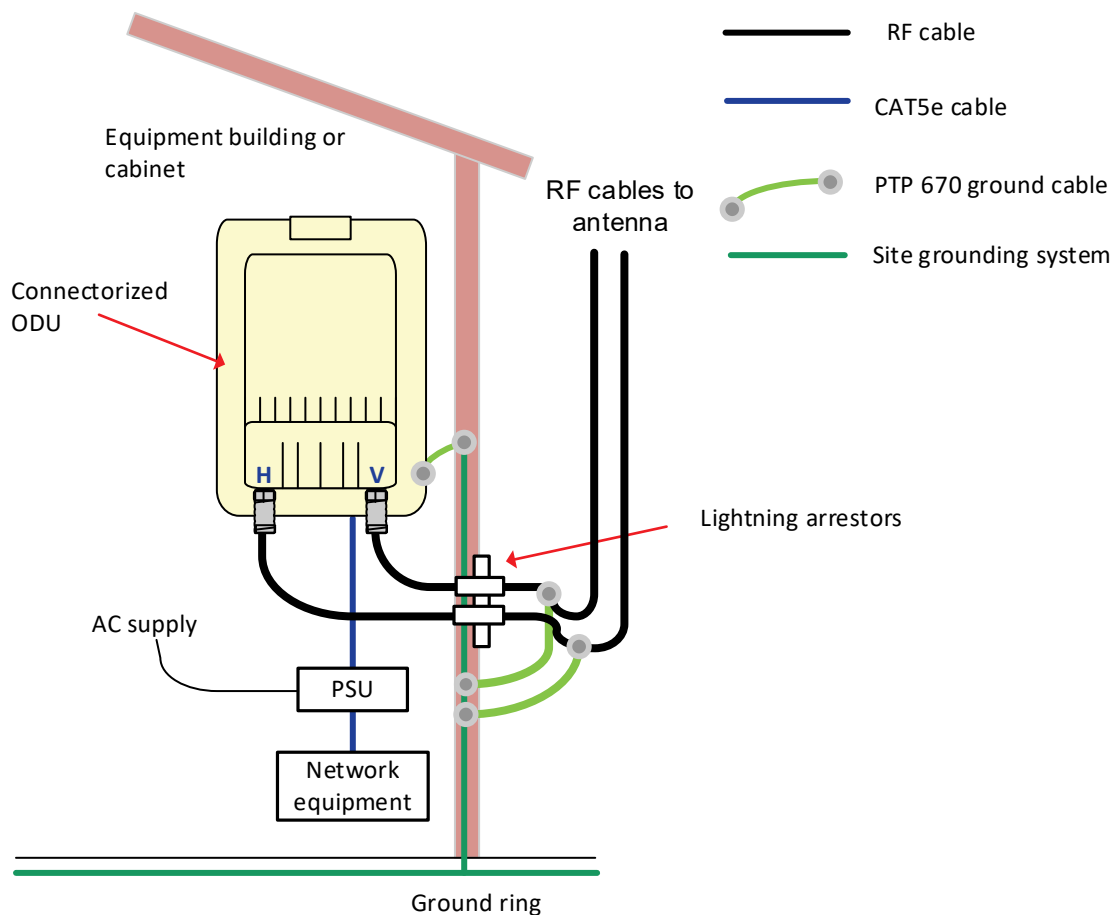 RF cable
CAT5e cable
PTP 670 ground cable
Site grounding system
Equipment building or
cabinet
RF cables to
antenna
Connectorized
ODU
H
V
Lightning arrestors
AC supply
PSU
Network
equipment
Ground ring